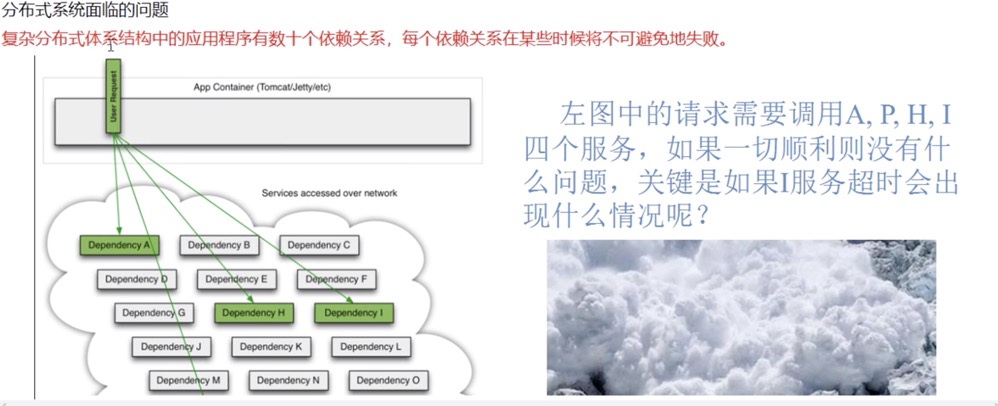 分布式系统面临的问题
复杂分布式体系结构中的应用程序有数十个依赖关系，每个依赖关系在某些时候将不可避免地失败。
User Request
App Container (Tomcat/Jetty/etc)
左图中的请求需要调用A, P, H, I
四个服务，如果一切顺利则没有什
么问题，关键是如果I服务超时会出
现什么情况呢？
Services accessed over network
Dependency A
Dependency B
Dependency C
Dependency D
Dependency E
Dependency F
Dependency G
Dependency H
Dependency I
Dependency J
Dependency K
Dependency L
Dependency M
Dependency N
Dependency O